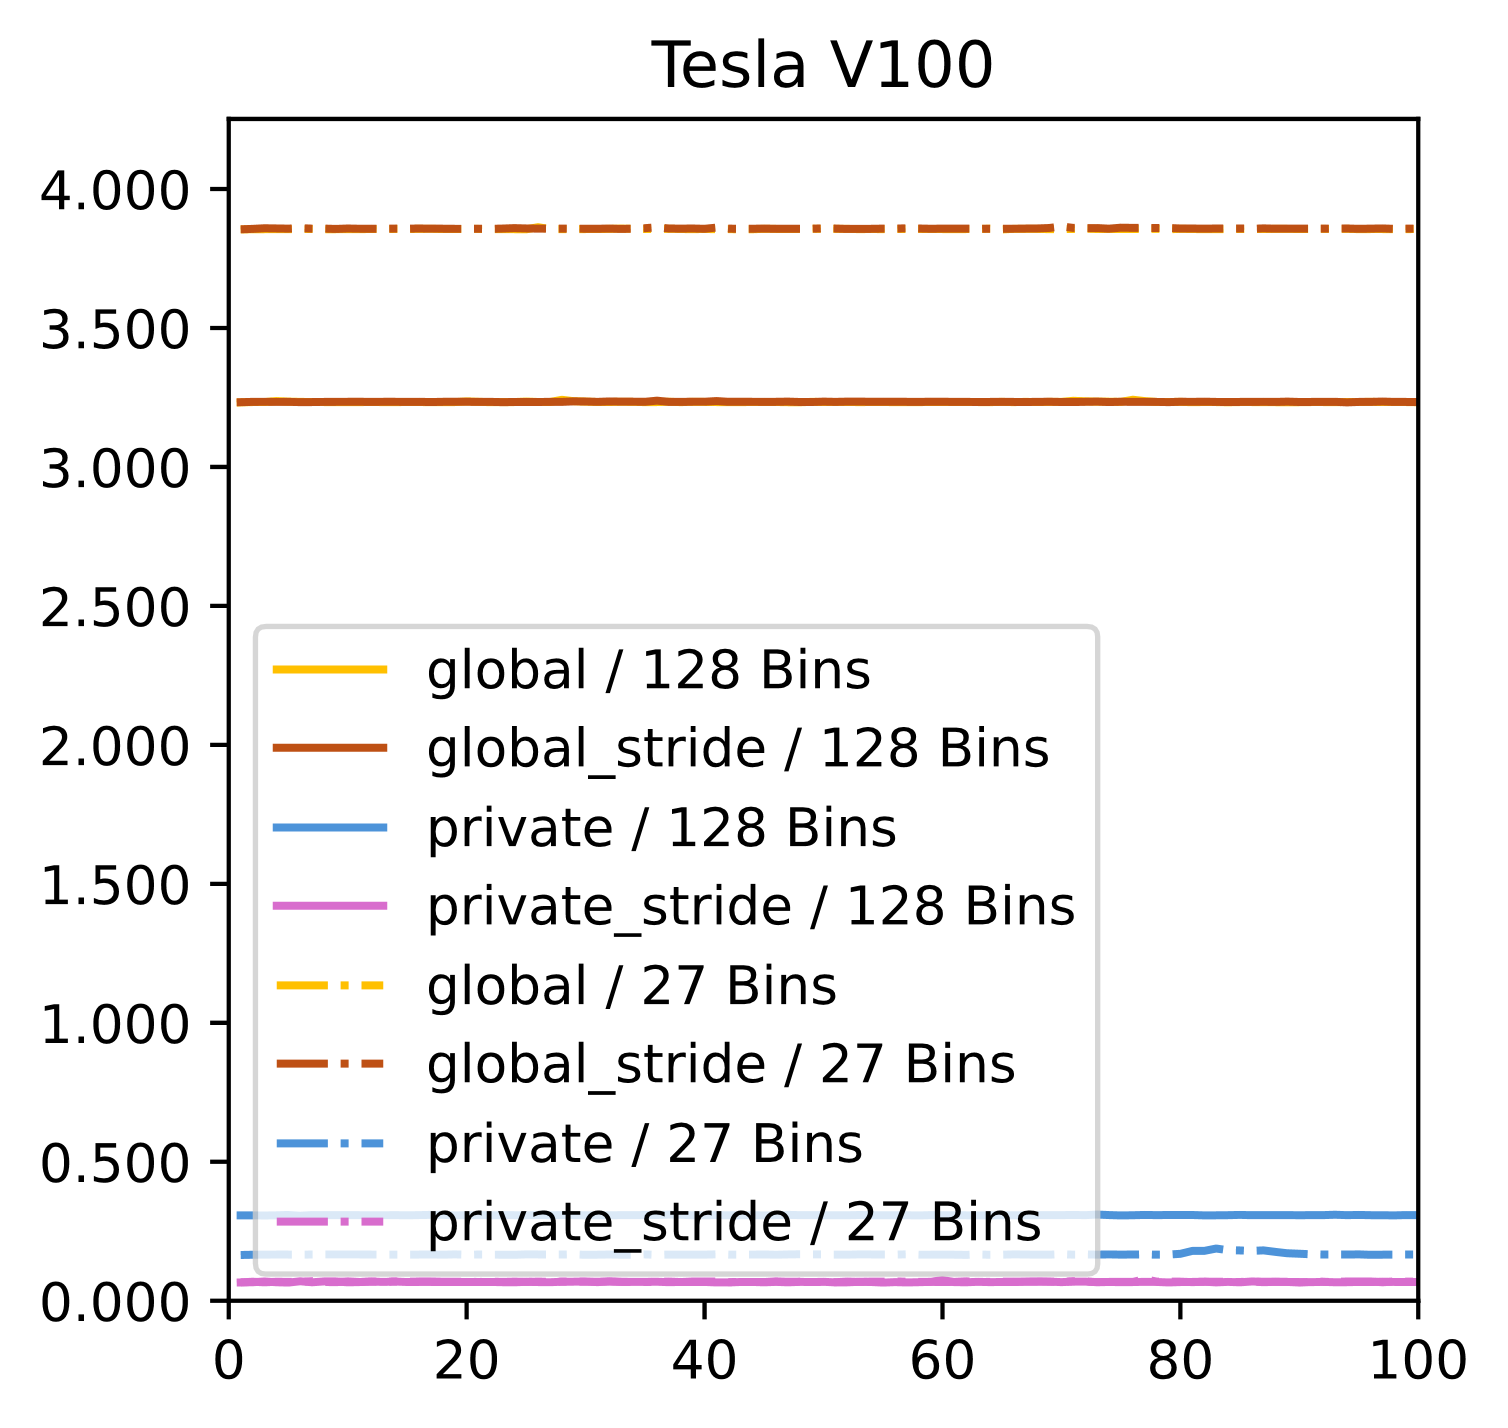 Tesla V100
4.000
3.500
3.000
2.500
2.000
1.500
1.000
0.500
0.000
global / 128 Bins
global_stride / 128 Bins
private / 128 Bins
private_stride / 128 Bins
global / 27 Bins
global_stride / 27 Bins
private / 27 Bins
private_stride / 27 Bins
0 20 40 60 80 100